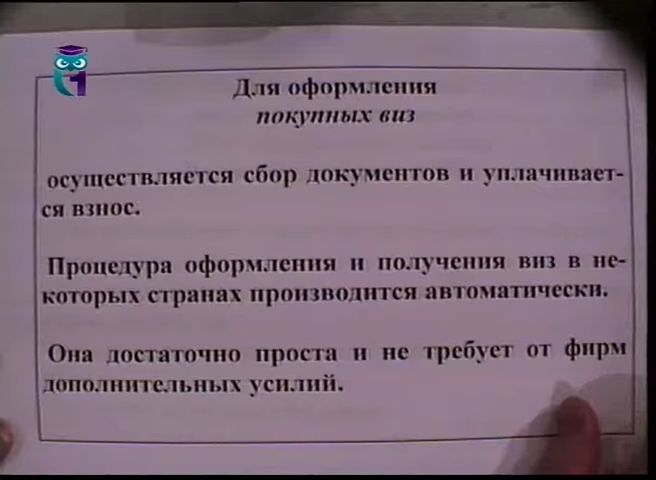 1
Для оформления
покупных виз
осуществляется сбор документов и уплачивает-
ся взнос.
Процедура оформления и получения виз в не-
которых странах производится автоматически.
Она достаточно проста и не требует от фирм
дополнительных усилий.